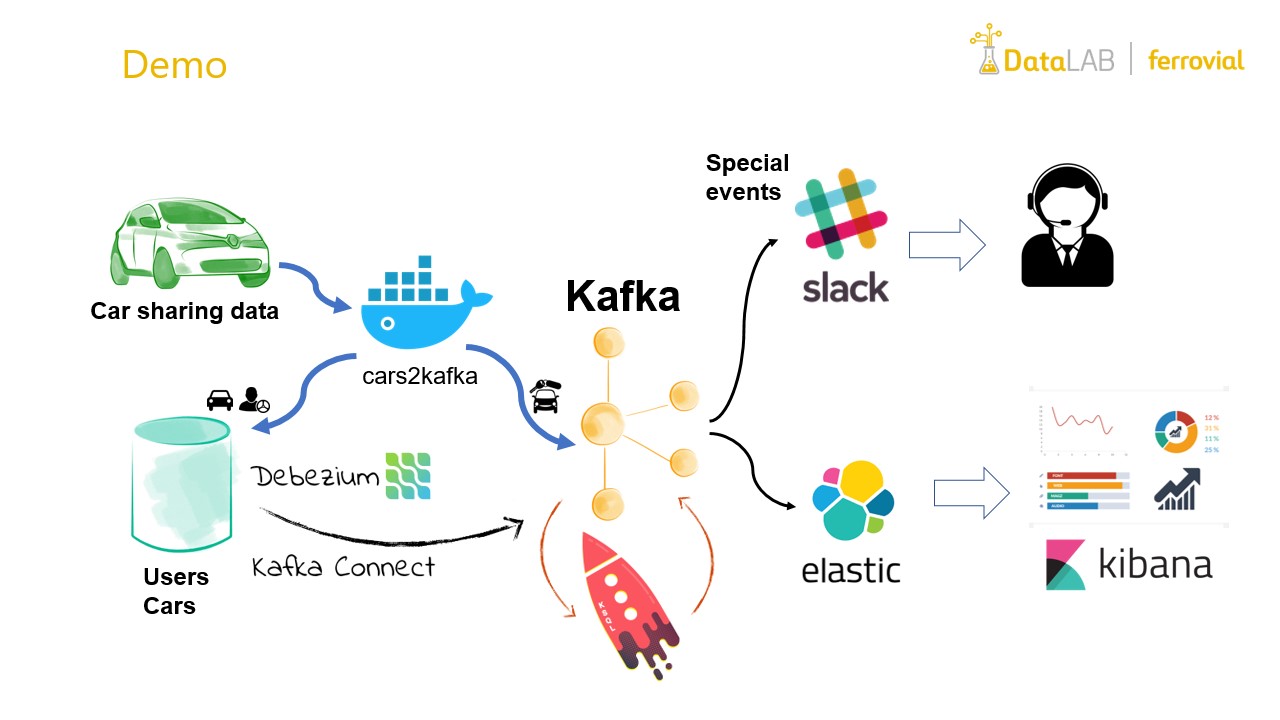 Demo
DataLAB | ferrovial
Special
events
slack
Car sharing data
cars2kafka
Kafka
Debezium
Kafka Connect
Users
Cars
KSQL
elastic
12%
31%
11%
25%
kibana